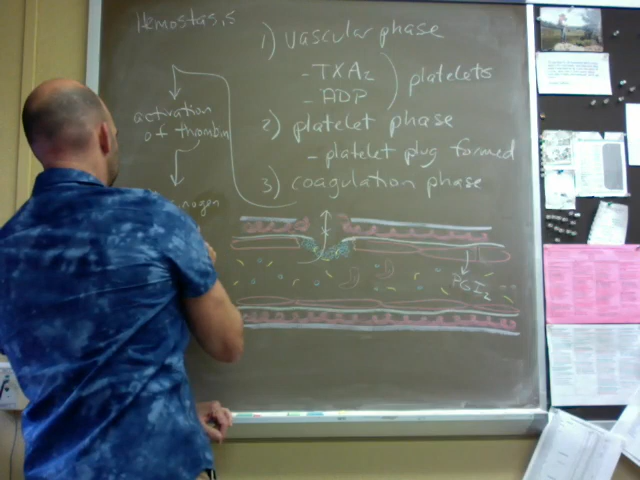 Hemostasis
1) vascular phase
- TXA2
- ADP
platelets
2) platelet phase
- platelet plug formed
3) coagulation phase
activation
of thrombin
nogen
PGI2